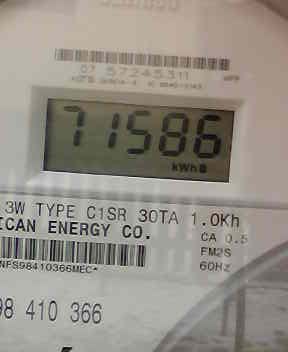 07 57245311
71586
kWh
3W TYPE C1SR 30TA 1.0Kh
ICAN ENERGY CO.
CA 0.5
FM2S
60HZ
NFS98410366MEC*
98 410 366